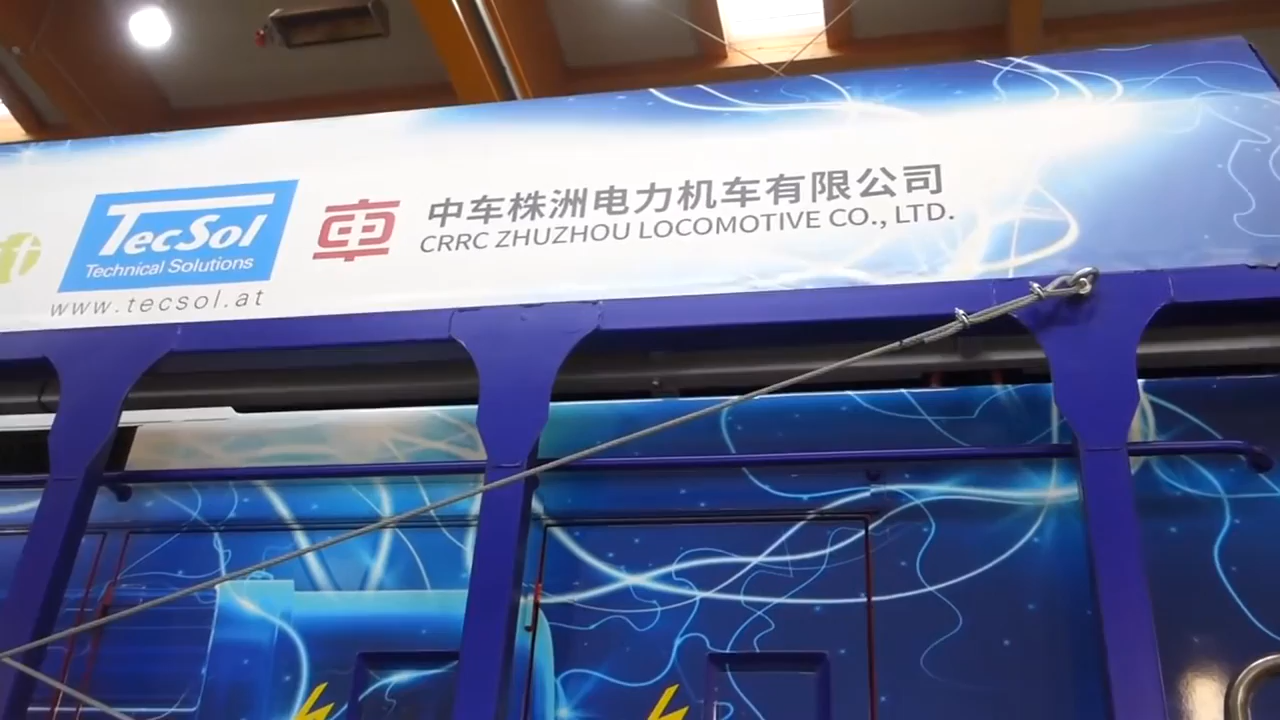 TecSol
Technical Solutions
www.tecsol.at
中车株洲电力机车有限公司
CRRC ZHUZHOU LOCOMOTIVE CO., LTD.